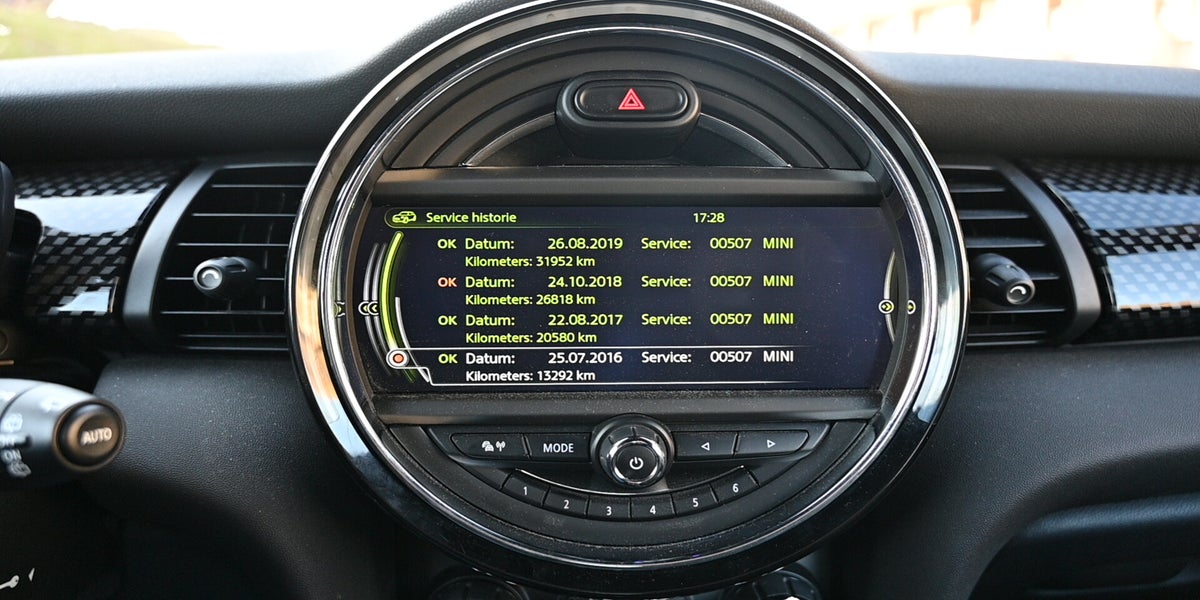 Service historie 17:28
OK Datum: 26.08.2019 Service: 00507 MINI
Kilometers: 31952 km
OK Datum: 24.10.2018 Service: 00507 MINI
Kilometers: 26818 km
OK Datum: 22.08.2017 Service: 00507 MINI
Kilometers: 20580 km
OK Datum: 25.07.2016 Service: 00507 MINI
Kilometers: 13292 km
MODE
1 2 3 4 5 6
AUTO
ON
ON